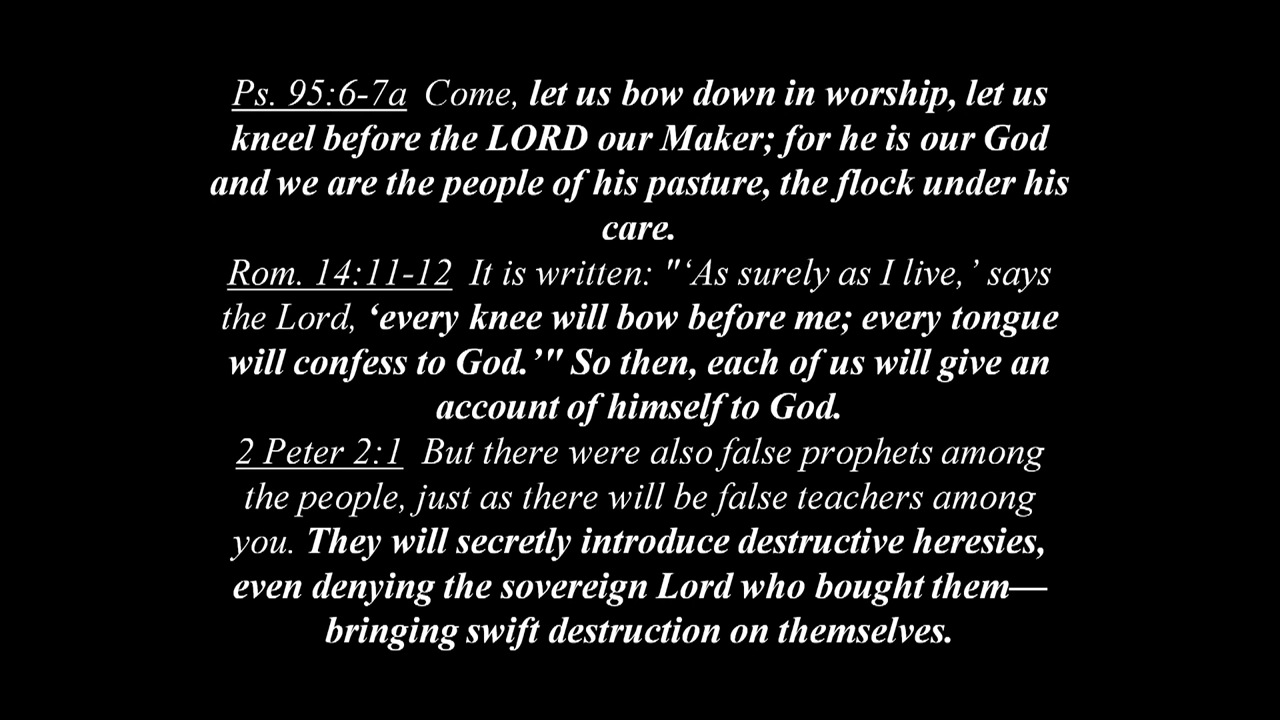 Ps. 95:6-7a  Come, let us bow down in worship, let us
kneel before the LORD our Maker; for he is our God
and we are the people of his pasture, the flock under his
care.
Rom. 14:11-12  It is written: "‘As surely as I live,’ says
the Lord, ‘every knee will bow before me; every tongue
will confess to God.’" So then, each of us will give an
account of himself to God.
2 Peter 2:1  But there were also false prophets among
the people, just as there will be false teachers among
you. They will secretly introduce destructive heresies,
even denying the sovereign Lord who bought them—
bringing swift destruction on themselves.